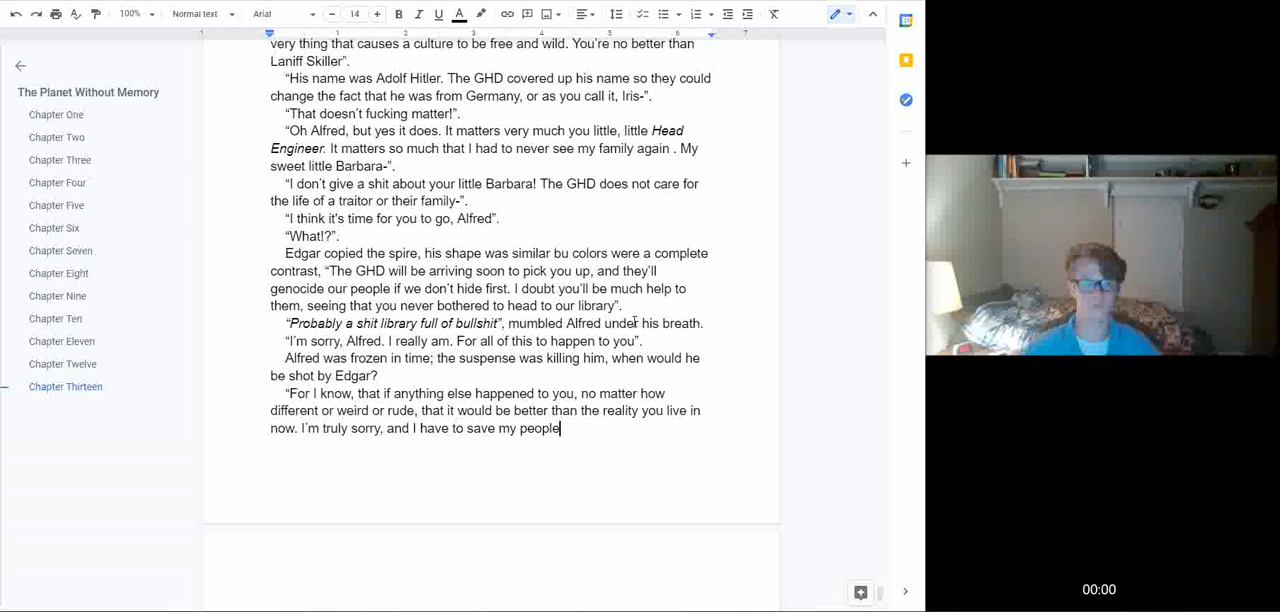 100%
Normal text
Arial
14
1
1
2
3
4
5
6
7
The Planet Without Memory
Chapter One
Chapter Two
Chapter Three
Chapter Four
Chapter Five
Chapter Six
Chapter Seven
Chapter Eight
Chapter Nine
Chapter Ten
Chapter Eleven
Chapter Twelve
Chapter Thirteen
very thing that causes a culture to be free and wild. You're no better than
Laniff Skiller”.
“His name was Adolf Hitler. The GHD covered up his name so they could
change the fact that he was from Germany, or as you call it, Iris-”.
“That doesn't fucking matter!”.
“Oh Alfred, but yes it does. It matters very much you little, little Head
Engineer. It matters so much that I had to never see my family again . My
sweet little Barbara-”.
“I don't give a shit about your little Barbara! The GHD does not care for
the life of a traitor or their family-”.
“I think it's time for you to go, Alfred”.
“What!?”.
Edgar copied the spire, his shape was similar bu colors were a complete
contrast, “The GHD will be arriving soon to pick you up, and they'll
genocide our people if we don't hide first. I doubt you'll be much help to
them, seeing that you never bothered to head to our library”.
“Probably a shit library full of bullshit”, mumbled Alfred under his breath.
“I'm sorry, Alfred. I really am. For all of this to happen to you”.
Alfred was frozen in time; the suspense was killing him, when would he
be shot by Edgar?
“For I know, that if anything else happened to you, no matter how
different or weird or rude, that it would be better than the reality you live in
now. I'm truly sorry, and I have to save my people
00:00